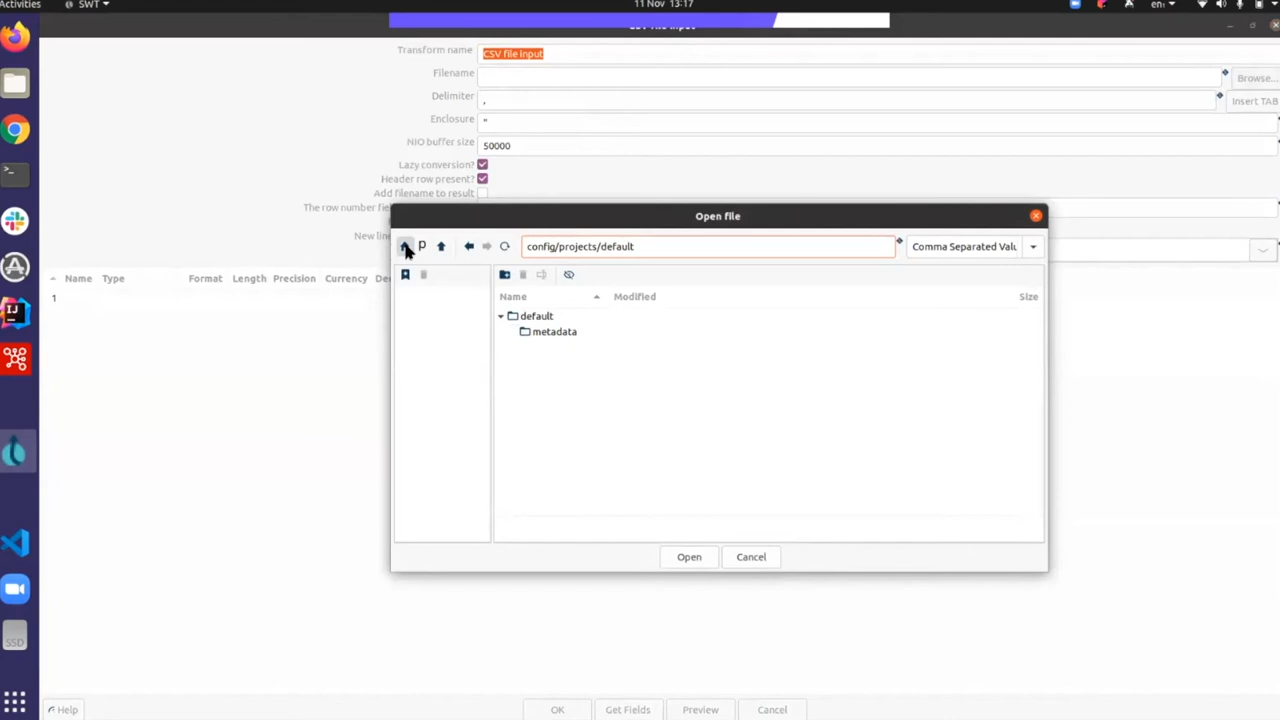 Activities SWT 11 Nov 13:17 en
Transform name CSV file input
Filename Browse...
Delimiter , Insert TAB
Enclosure "
NIO buffer size 50000
Lazy conversion?
Header row present?
Add filename to result
The row number
New
Open file
P config/projects/default Comma Separated Valu
Name Type Format Length Precision Currency
1
Name Modified Size
default
metadata
Open Cancel
SSD
Help OK Get Fields Preview Cancel